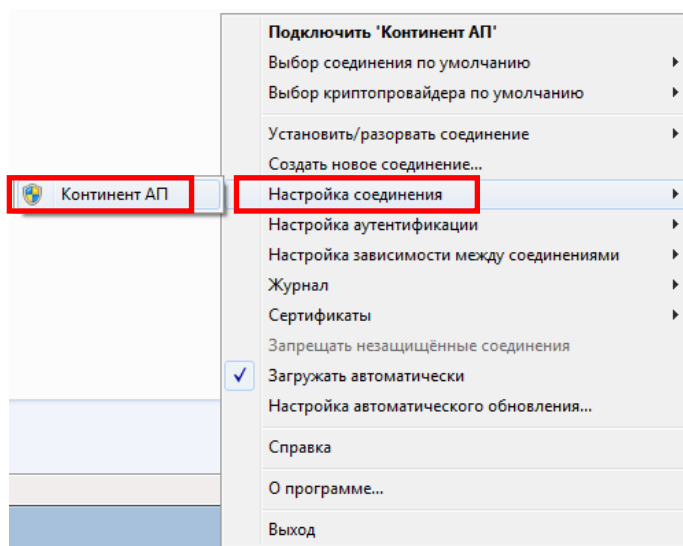 Подключить 'Континент АП'
Выбор соединения по умолчанию
Выбор криптопровайдера по умолчанию
Установить/разорвать соединение
Создать новое соединение...
Континент АП
Настройка соединения
Настройка аутентификации
Настройка зависимости между соединениями
Журнал
Сертификаты
Запрещать незащищённые соединения
Загружать автоматически
Настройка автоматического обновления...
Справка
О программе...
Выход